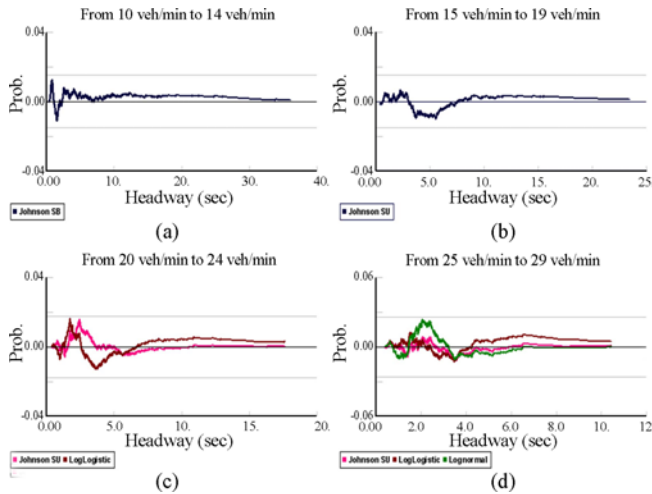 From 10 veh/min to 14 veh/min
0.04
Prob.
0.00
-0.04
0.00 10. 20. 30. 40.
Headway (sec)
Johnson SB
(a)
From 15 veh/min to 19 veh/min
0.04
Prob.
0.00
-0.04
0.00 5.0 10. 15. 20. 25
Headway (sec)
Johnson SU
(b)
From 20 veh/min to 24 veh/min
0.04
Prob.
0.00
-0.04
0.00 5.0 10. 15. 20.
Headway (sec)
Johnson SU LogLogistic
(c)
From 25 veh/min to 29 veh/min
0.06
Prob.
0.00
-0.06
0.00 2.0 4.0 6.0 8.0 10. 12
Headway (sec)
Johnson SU LogLogistic Lognormal
(d)